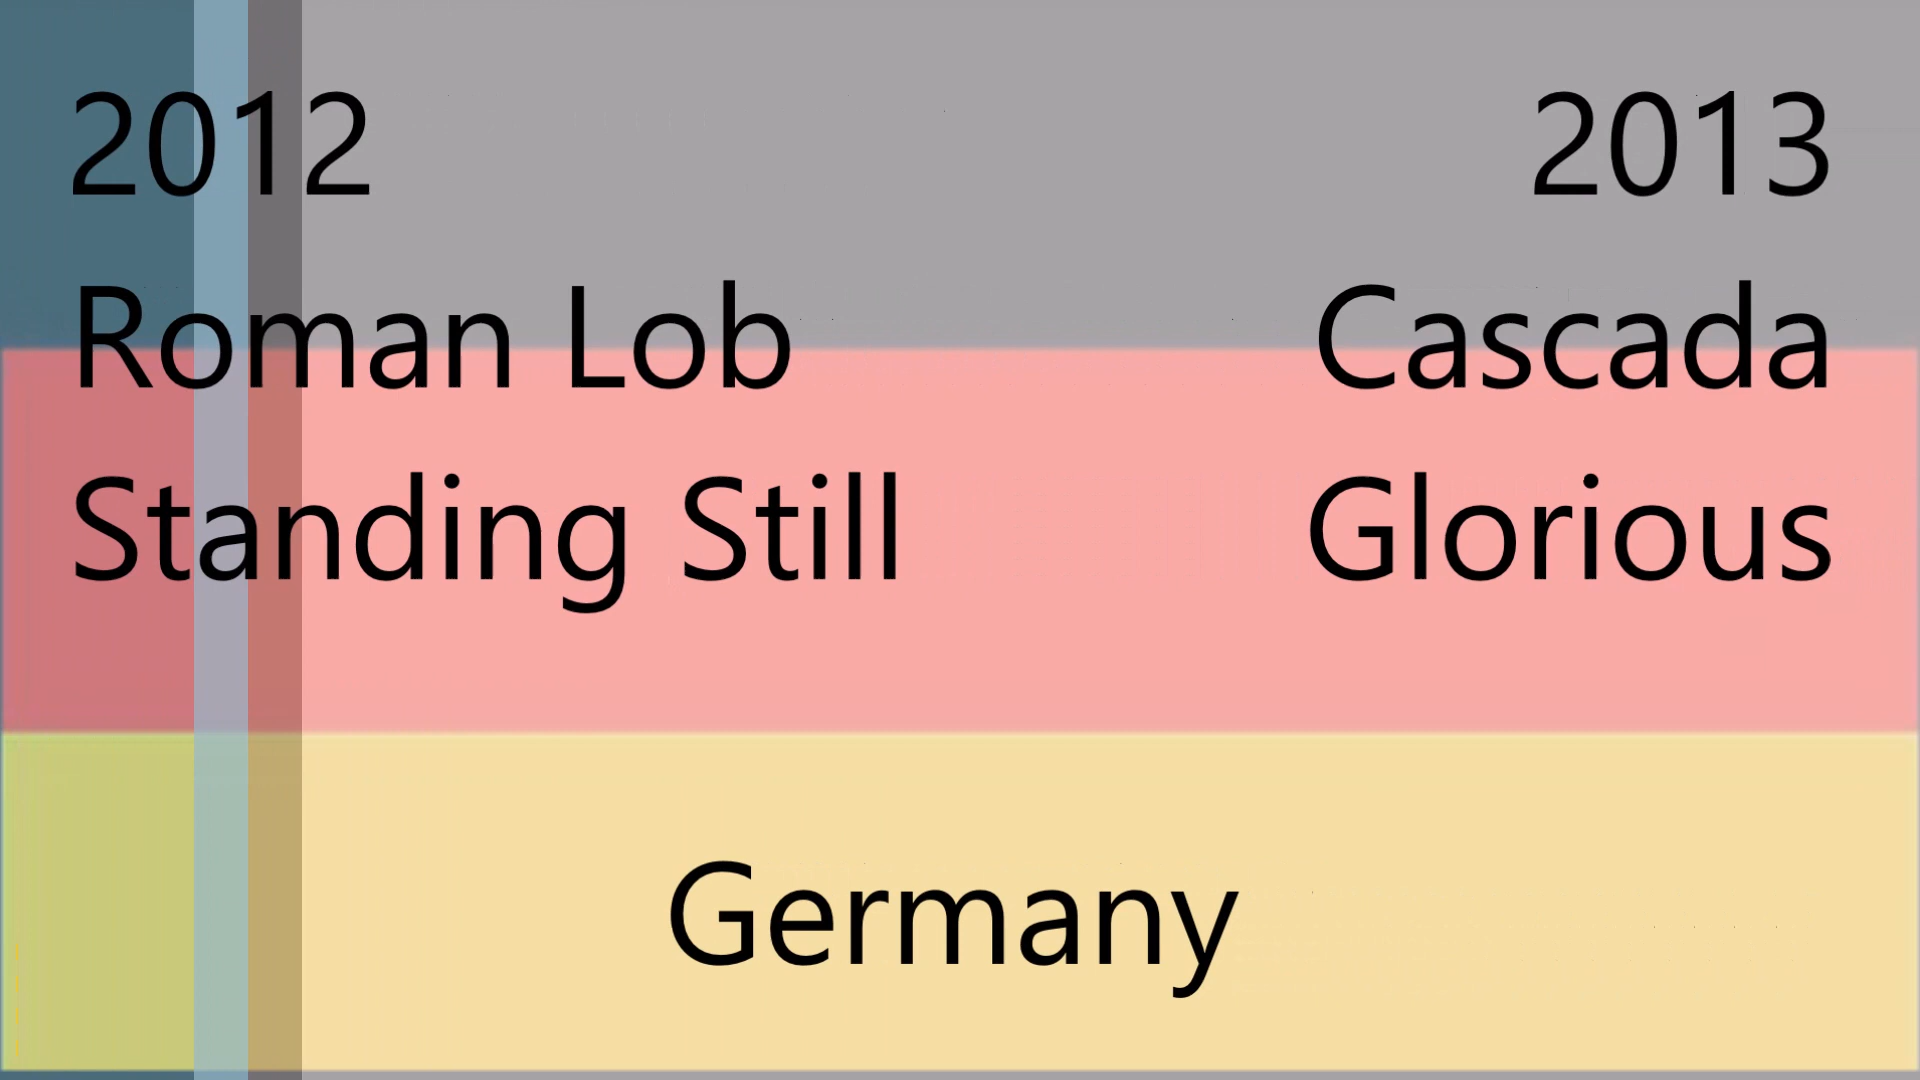 2012
Roman Lob
Standing Still
2013
Cascada
Glorious
Germany